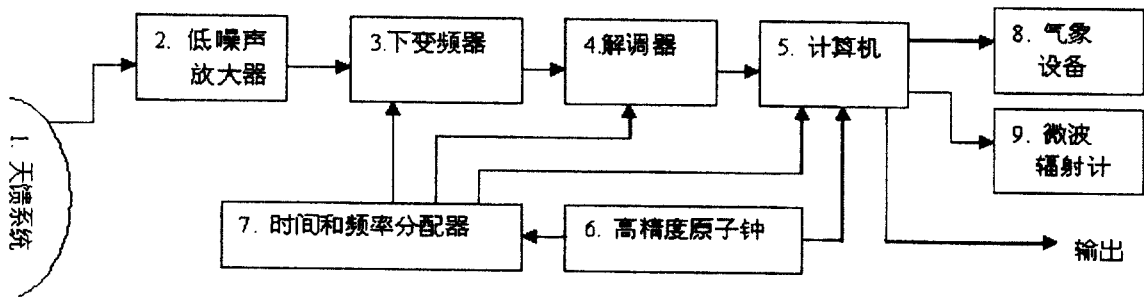 2. 低噪声
放大器
3.下变频器
4.解调器
5. 计算机
8. 气象
设备
9. 微波
辐射计
1. 天馈系统
7. 时间和频率分配器
6. 高精度原子钟
输出